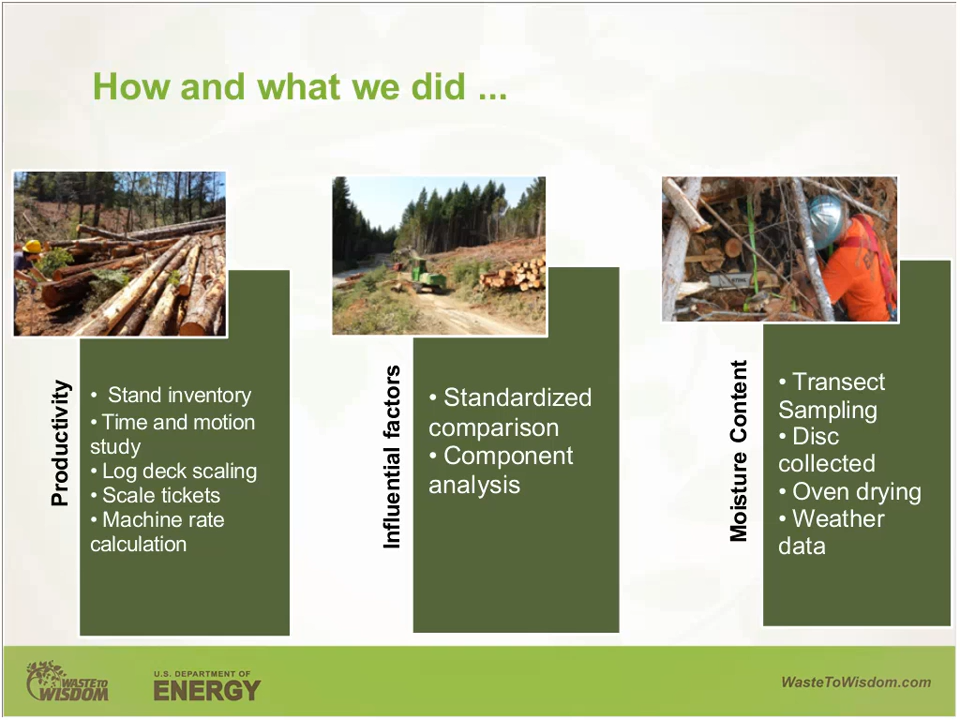 How and what we did ...
Productivity
• Stand inventory
• Time and motion
study
• Log deck scaling
• Scale tickets
• Machine rate
calculation
Influential factors
• Standardized
comparison
• Component
analysis
Moisture Content
• Transect
Sampling
• Disc
collected
• Oven drying
• Weather
data
WASTE TO
WISDOM
U.S. DEPARTMENT OF
ENERGY
WasteToWisdom.com